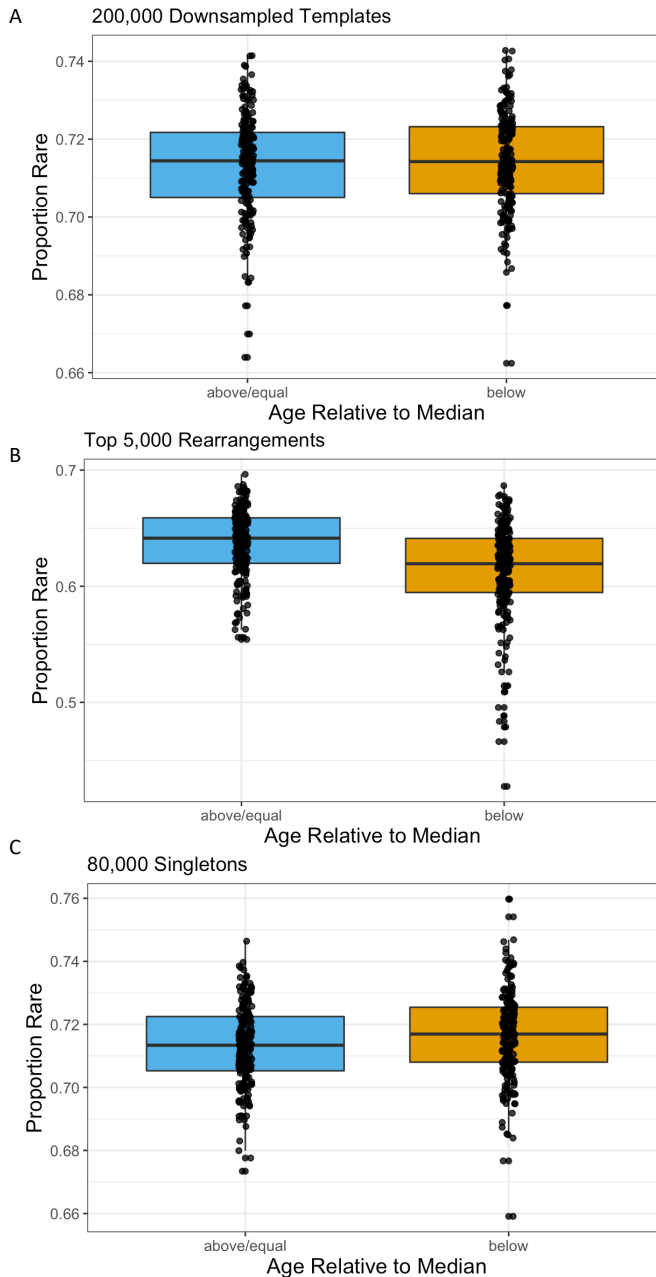 A
200,000 Downsampled Templates
0.74
0.72
0.70
0.68
0.66
Proportion Rare
above/equal
below
Age Relative to Median
B
Top 5,000 Rearrangements
0.7
0.6
0.5
Proportion Rare
above/equal
below
Age Relative to Median
C
80,000 Singletons
0.76
0.74
0.72
0.70
0.68
0.66
Proportion Rare
above/equal
below
Age Relative to Median